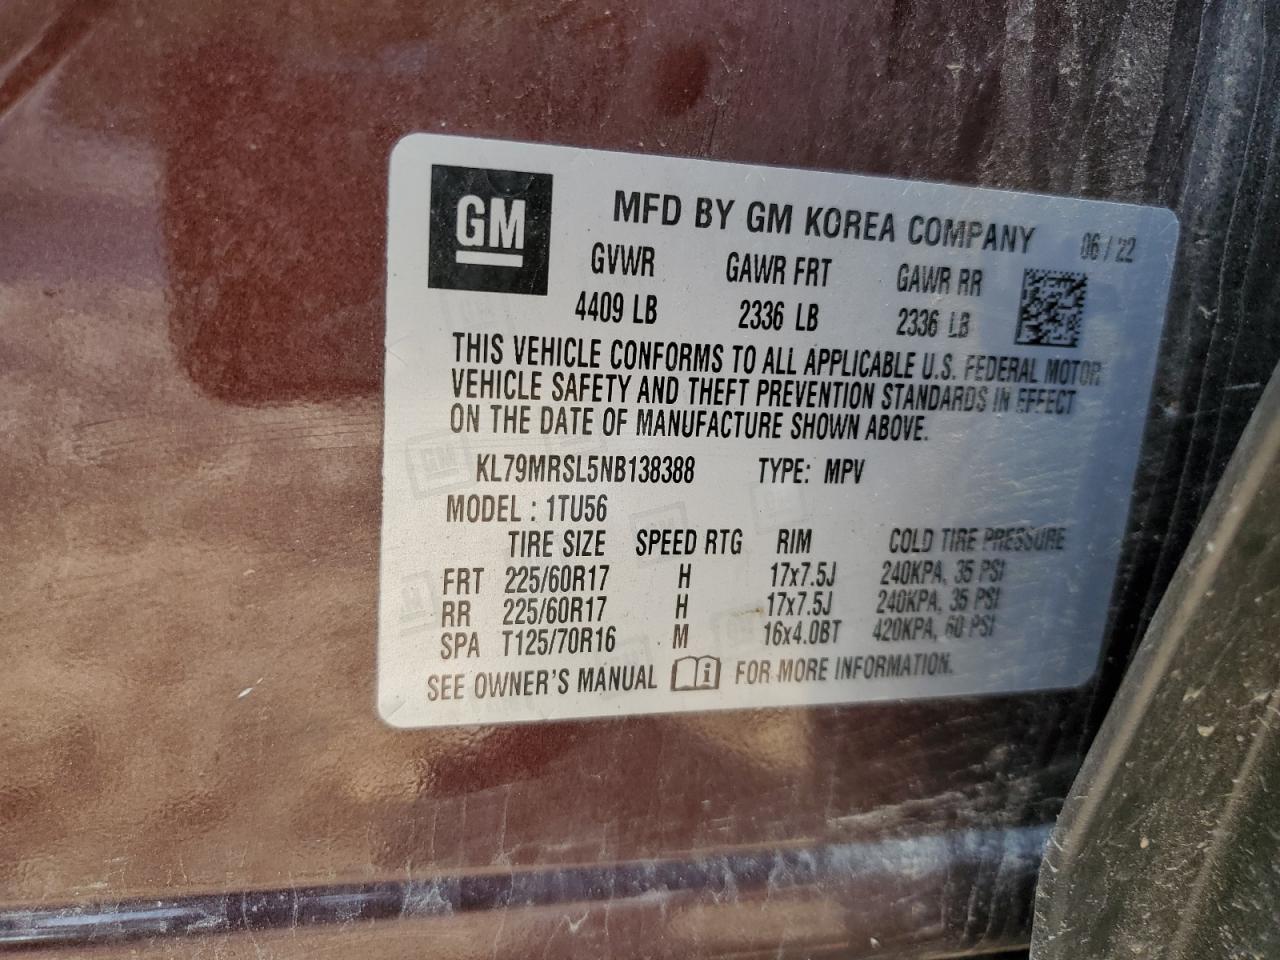 GM
MFD BY GM KOREA COMPANY 06 / 22
GVWR GAWR FRT GAWR RR
4409 LB 2336 LB 2336 LB
THIS VEHICLE CONFORMS TO ALL APPLICABLE U.S. FEDERAL MOTOR
VEHICLE SAFETY AND THEFT PREVENTION STANDARDS IN EFFECT
ON THE DATE OF MANUFACTURE SHOWN ABOVE.
KL79MRSL5NB138388 TYPE: MPV
MODEL : 1TU56
TIRE SIZE SPEED RTG RIM COLD TIRE PRESSURE
FRT 225/60R17 H 17x7.5J 240KPA, 35 PSI
RR 225/60R17 H 17x7.5J 240KPA, 35 PSI
SPA T125/70R16 M 16x4.0BT 420KPA, 60 PSI
SEE OWNER'S MANUAL i FOR MORE INFORMATION.